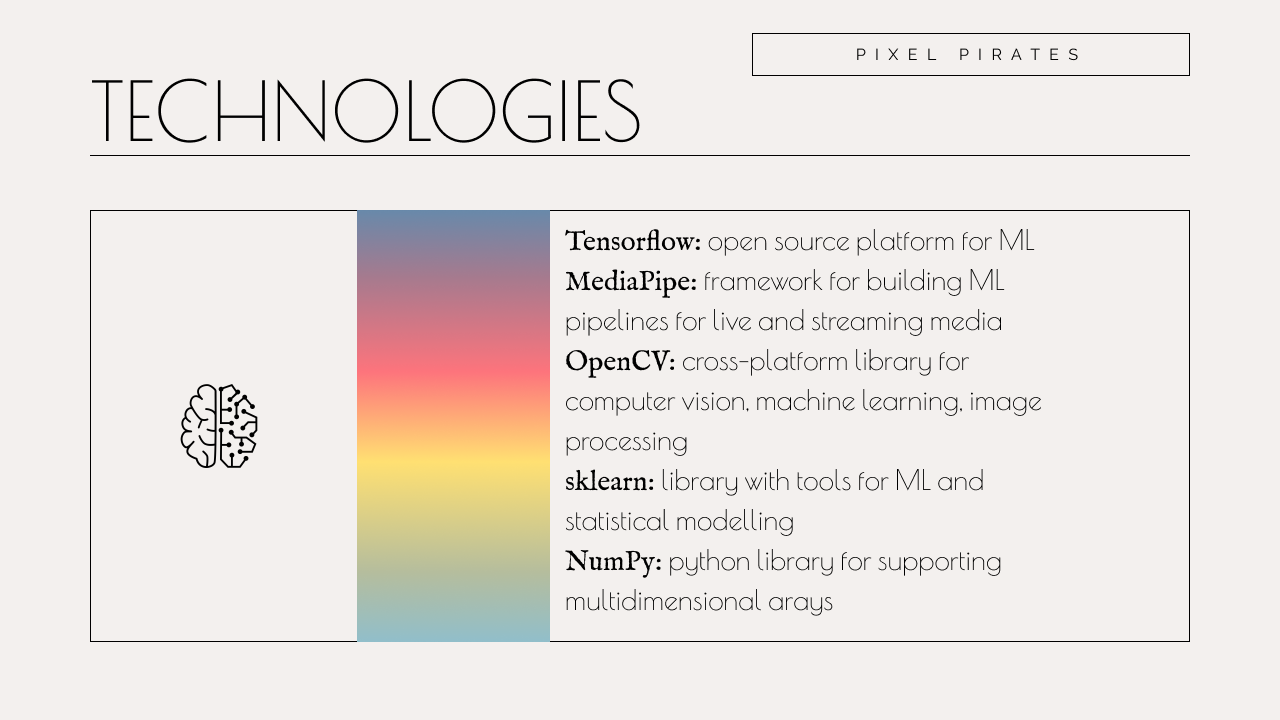 PIXEL PIRATES
TECHNOLOGIES
Tensorflow: open source platform for ML
MediaPipe: framework for building ML
pipelines for live and streaming media
OpenCV: cross-platform library for
computer vision, machine learning, image
processing
sklearn: library with tools for ML and
statistical modelling
NumPy: python library for supporting
multidimensional arays